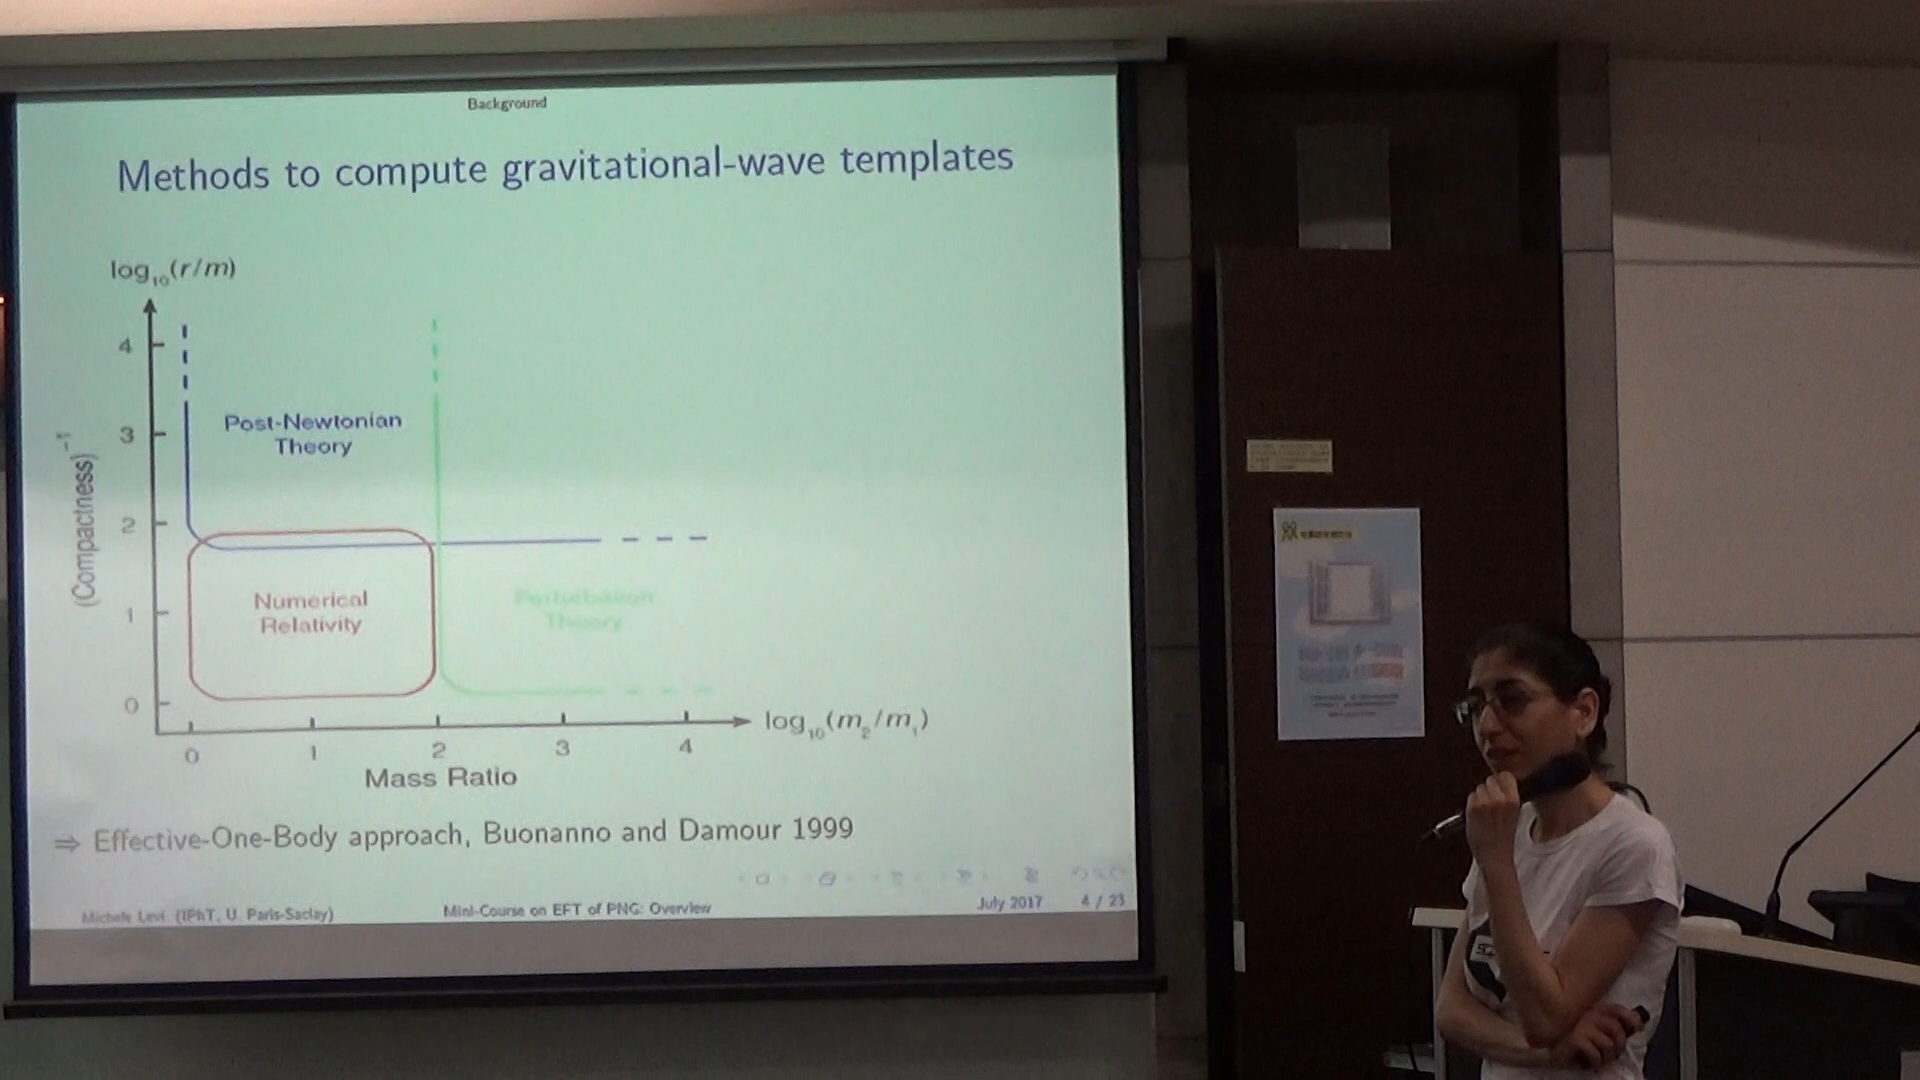 Background
Methods to compute gravitational-wave templates
log₁₀(r/m)
4
3
2
1
0
(Compactness)⁻¹
Post-Newtonian
Theory
Numerical
Relativity
Perturbation
Theory
0 1 2 3 4
log₁₀(m₂/m₁)
Mass Ratio
⇒ Effective-One-Body approach, Buonanno and Damour 1999
Michele Levi (IPhT, U. Paris-Saclay) Mini-Course on EFT of PNG: Overview July 2017 4 / 23